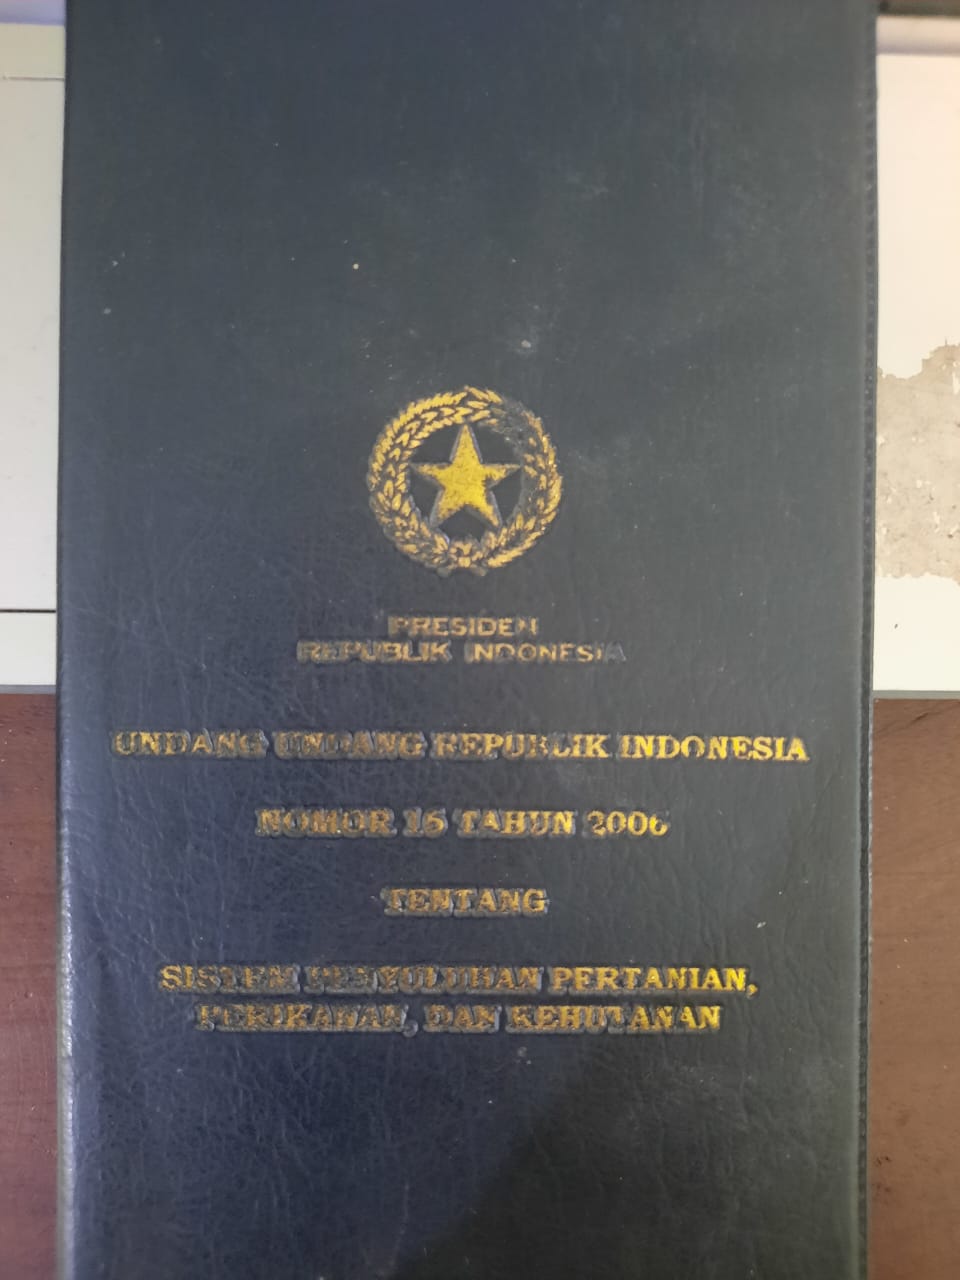 PRESIDEN
REPUBLIK INDONESIA
UNDANG UNDANG REPUBLIK INDONESIA
NOMOR 16 TAHUN 2006
TENTANG
SISTEM PENYULUHAN PERTANIAN,
PERIKANAN, DAN KEHUTANAN